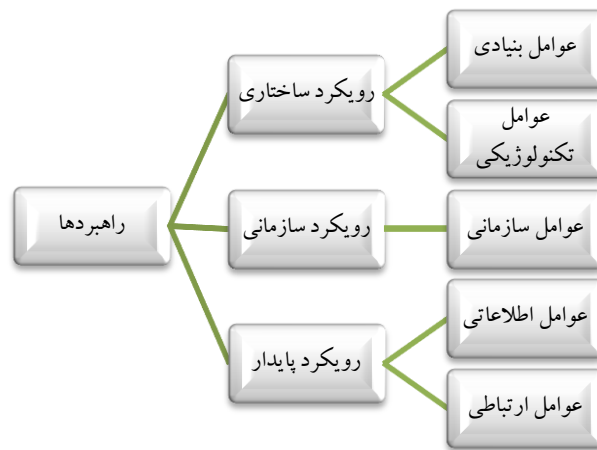 راهبردها
رویکرد ساختاری
عوامل بنیادی
عوامل
تکنولوژیکی
رویکرد سازمانی
عوامل سازمانی
رویکرد پایدار
عوامل اطلاعاتی
عوامل ارتباطی